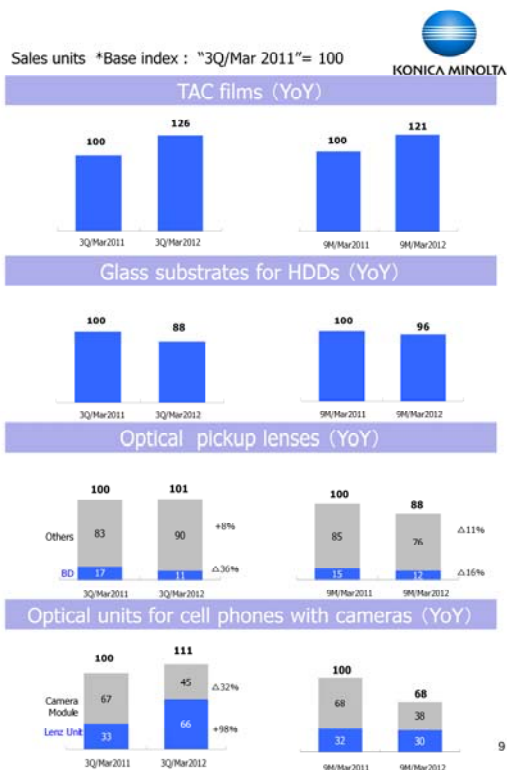 Sales units *Base index : "3Q/Mar 2011"= 100
KONICA MINOLTA
TAC films (YoY)
100 126
100 121
3Q/Mar2011 3Q/Mar2012
9M/Mar2011 9M/Mar2012
Glass substrates for HDDs (YoY)
100 88
100 96
3Q/Mar2011 3Q/Mar2012
9M/Mar2011 9M/Mar2012
Optical pickup lenses (YoY)
100 101
100 88
Others 83 90 +8%
85 76 △11%
BD 17 11 △36%
15 12 △16%
3Q/Mar2011 3Q/Mar2012
9M/Mar2011 9M/Mar2012
Optical units for cell phones with cameras (YoY)
100 111
100 68
Camera
Module
67 45 △32%
68 38
Lenz Unit 33 66 +98%
32 30
3Q/Mar2011 3Q/Mar2012
9M/Mar2011 9M/Mar2012
9